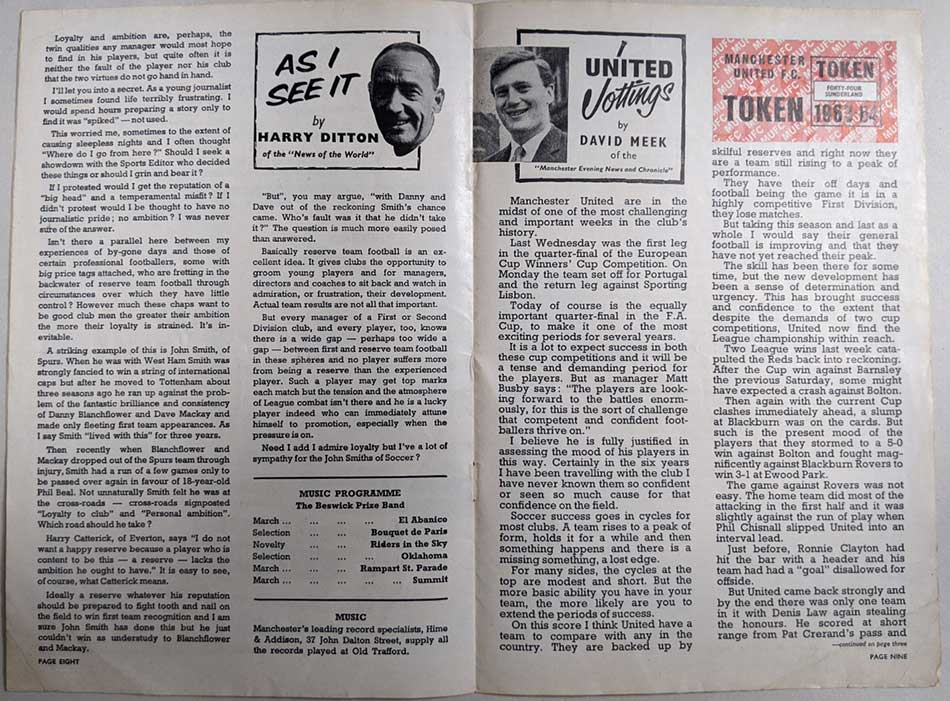 Loyalty and ambition are, perhaps, the
twin qualities any manager would most hope
to find in his players, but quite often it is
neither the fault of the player nor his club
that the two virtues do not go hand in hand.
I'll let you into a secret. As a young journalist
I sometimes found life terribly frustrating. I
would spend hours preparing a story only to
find it was "spiked" — not used.
This worried me, sometimes to the extent of
causing sleepless nights and I often thought
"Where do I go from here?" Should I seek a
showdown with the Sports Editor who decided
these things or should I grin and bear it?
If I protested would I get the reputation of a
"big head" and a temperamental misfit? If I
didn't protest would I be thought to have no
journalistic pride; no ambition? I was never
sure of the answer.
Isn't there a parallel here between my
experiences of by-gone days and those of
certain professional footballers, some with
big price tags attached, who are fretting in the
backwater of reserve team football through
circumstances over which they have little
control? However much these chaps want to
be good club men the greater their ambition
the more their loyalty is strained. It's in-
evitable.
A striking example of this is John Smith, of
Spurs. When he was with West Ham Smith was
strongly fancied to win a string of international
caps but after he moved to Tottenham about
three seasons ago he ran up against the prob-
lem of the fantastic brilliance and consistency
of Danny Blanchflower and Dave Mackay and
made only fleeting first team appearances. As
I say Smith "lived with this" for three years.
Then recently when Blanchflower and
Mackay dropped out of the Spurs team through
injury, Smith had a run of a few games only to
be passed over again in favour of 18-year-old
Phil Beal. Not unnaturally Smith felt he was
at the cross-roads — cross-roads signposted
"Loyalty to club" and "Personal ambition".
Which road should he take?
Harry Catterick, of Everton, says "I do not
want a happy reserve because a player who is
content to be this — a reserve — lacks the
ambition he ought to have." It is easy to see,
of course, what Catterick means.
Ideally a reserve whatever his reputation
should be prepared to fight tooth and nail on
the field to win first team recognition and I am
sure John Smith has done this but he just
couldn't win as understudy to Blanchflower
and Mackay.
PAGE EIGHT
AS I
SEE IT
by
HARRY DITTON
of the "News of the World"
"But", you may argue, "with Danny and
Dave out of the reckoning Smith's chance
came. Who's fault was it that he didn't take
it?" The question is much more easily posed
than answered.
Basically reserve team football is an ex-
cellent idea. It gives clubs the opportunity to
groom young players and for managers,
directors and coaches to sit back and watch in
admiration, or frustration, their development.
Actual team results are not all that important.
But every manager of a First or Second
Division club, and every player, too, knows
there is a wide gap — perhaps too wide a
gap — between first and reserve team football
in these spheres and no player suffers more
from being a reserve than the experienced
player. Such a player may get top marks
each match but the tension and the atmosphere
of League combat isn't there and he is a lucky
player indeed who can immediately attune
himself to promotion, especially when the
pressure is on.
Need I add I admire loyalty but I've a lot of
sympathy for the John Smiths of Soccer?
MUSIC PROGRAMME
The Beswick Prize Band
March ... ... ... ... El Abanico
Selection ... ... Bouquet de Paris
Novelty ... ... Riders in the Sky
Selection ... ... ... Oklahoma
March ... ... Rampart St. Parade
March ... ... ... ... Summit
MUSIC
Manchester's leading record specialists, Hime
& Addison, 37 John Dalton Street, supply all
the records played at Old Trafford.
UNITED
Jottings
by
DAVID MEEK
of the
"Manchester Evening News and Chronicle"
Manchester United are in the
midst of one of the most challenging
and important weeks in the club's
history.
Last Wednesday was the first leg
in the quarter-final of the European
Cup Winners' Cup Competition. On
Monday the team set off for Portugal
and the return leg against Sporting
Lisbon.
Today of course is the equally
important quarter-final in the F.A.
Cup, to make it one of the most
exciting periods for several years.
It is a lot to expect success in both
these cup competitions and it will be
a tense and demanding period for
the players. But as manager Matt
Busby says: "The players are look-
ing forward to the battles enorm-
ously, for this is the sort of challenge
that competent and confident foot-
ballers thrive on."
I believe he is fully justified in
assessing the mood of his players in
this way. Certainly in the six years
I have been travelling with the club I
have never known them so confident
or seen so much cause for that
confidence on the field.
Soccer success goes in cycles for
most clubs. A team rises to a peak of
form, holds it for a while and then
something happens and there is a
missing something, a lost edge.
For many sides, the cycles at the
top are modest and short. But the
more basic ability you have in your
team, the more likely are you to
extend the periods of success.
On this score I think United have a
team to compare with any in the
country. They are backed up by
MANCHESTER
UNITED F.C.
TOKEN
TOKEN
FORTY-FOUR
SUNDERLAND
1963-64
skilful reserves and right now they
are a team still rising to a peak of
performance.
They have their off days and
football being the game it is in a
highly competitive First Division,
they lose matches.
But taking this season and last as a
whole I would say their general
football is improving and that they
have not yet reached their peak.
The skill has been there for some
time, but the new development has
been a sense of determination and
urgency. This has brought success
and confidence to the extent that
despite the demands of two cup
competitions, United now find the
League championship within reach.
Two League wins last week cata-
pulted the Reds back into reckoning.
After the Cup win against Barnsley
the previous Saturday, some might
have expected a crash against Bolton.
Then again with the current Cup
clashes immediately ahead, a slump
at Blackburn was on the cards. But
such is the present mood of the
players that they stormed to a 5-0
win against Bolton and fought mag-
nificently against Blackburn Rovers to
win 3-1 at Ewood Park.
The game against Rovers was not
easy. The home team did most of the
attacking in the first half and it was
slightly against the run of play when
Phil Chisnall slipped United into an
interval lead.
Just before, Ronnie Clayton had
hit the bar with a header and his
team had had a "goal" disallowed for
offside.
But United came back strongly and
by the end there was only one team
in it with Denis Law again stealing
the honours. He scored at short
range from Pat Crerand's pass and
—continued on page three
PAGE NINE